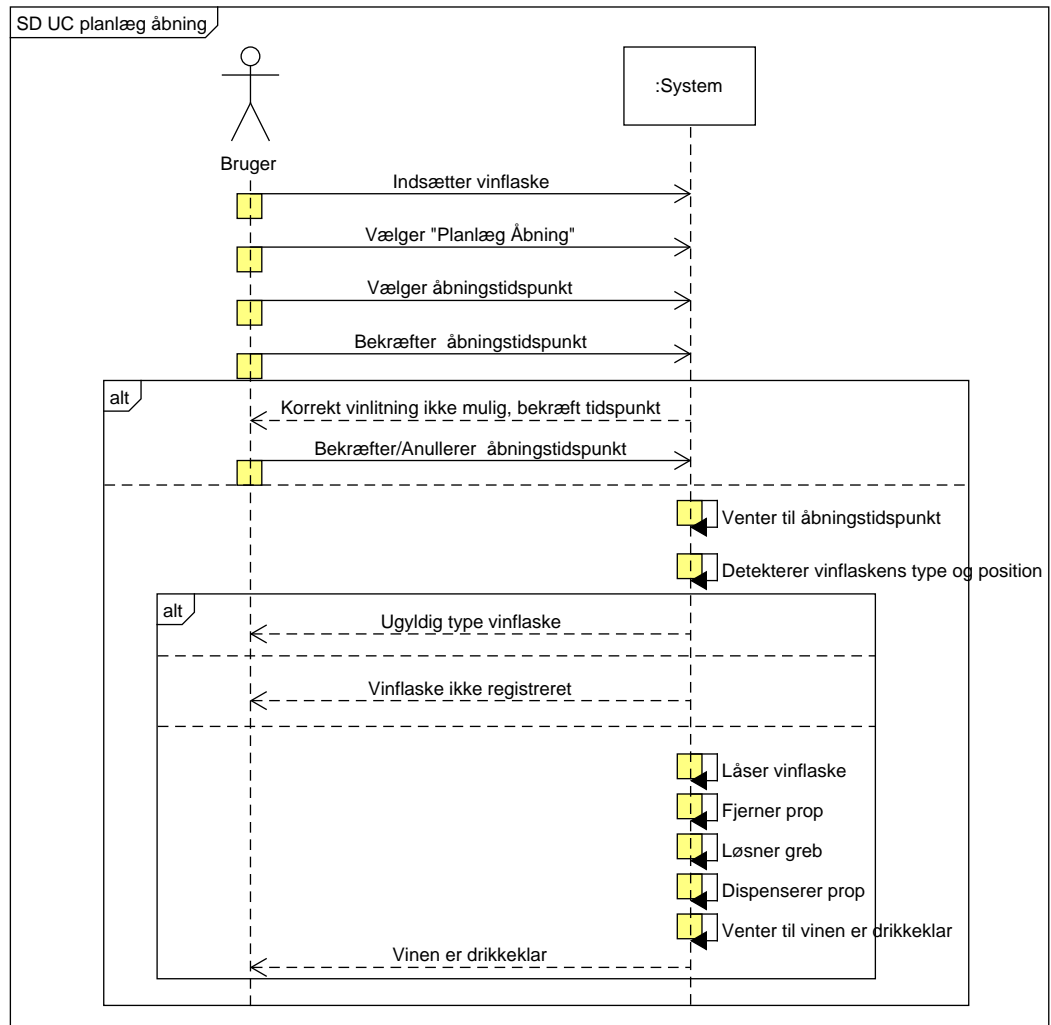 SD UC planlæg åbning
:System
Bruger
Indsætter vinflaske
Vælger "Planlæg Åbning"
Vælger åbningstidspunkt
Bekræfter  åbningstidspunkt
alt
Korrekt vinlitning ikke mulig, bekræft tidspunkt
Bekræfter/Anullerer  åbningstidspunkt
Venter til åbningstidspunkt
Detekterer vinflaskens type og position
alt
Ugyldig type vinflaske
Vinflaske ikke registreret
Låser vinflaske
Fjerner prop
Løsner greb
Dispenserer prop
Venter til vinen er drikkeklar
Vinen er drikkeklar